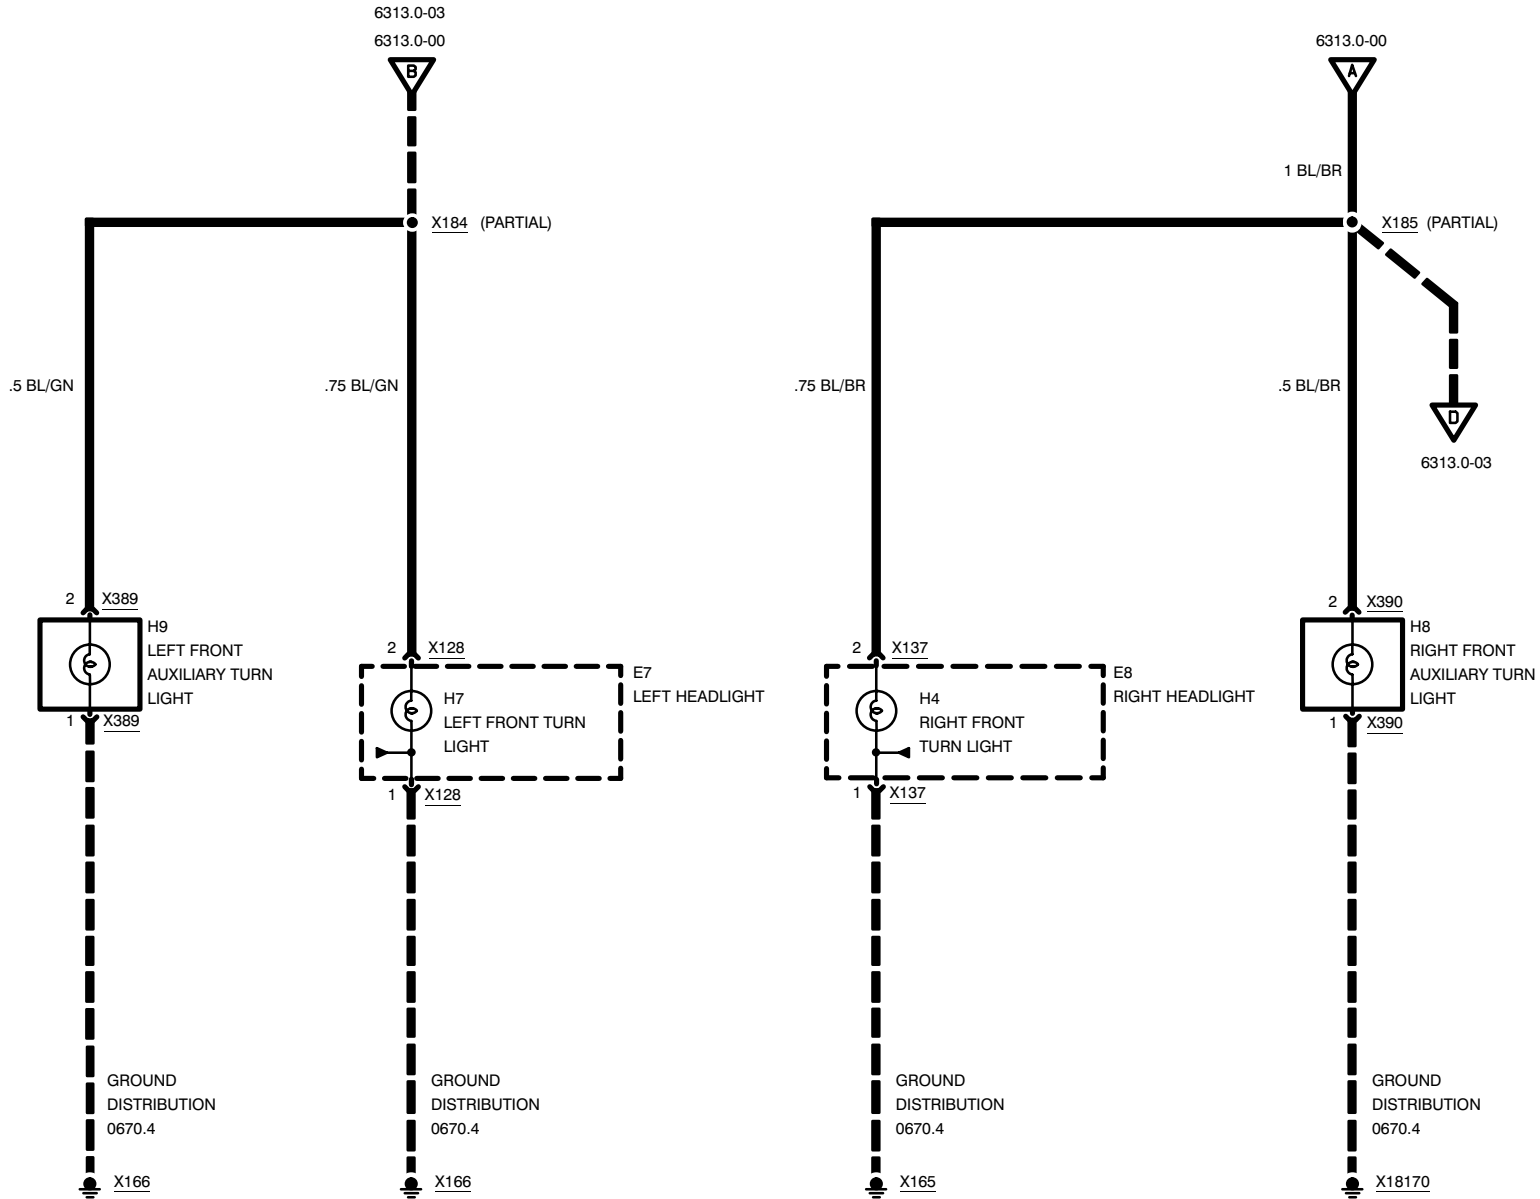 6313.0-03
6313.0-00
B
6313.0-00
A
1 BL/BR
X184 (PARTIAL)
X185 (PARTIAL)
.5 BL/GN
.75 BL/GN
.75 BL/BR
.5 BL/BR
D
6313.0-03
2 X389
H9
LEFT FRONT
AUXILIARY TURN
LIGHT
1 X389
2 X128
E7
LEFT HEADLIGHT
H7
LEFT FRONT TURN
LIGHT
1 X128
2 X137
E8
RIGHT HEADLIGHT
H4
RIGHT FRONT
TURN LIGHT
1 X137
2 X390
H8
RIGHT FRONT
AUXILIARY TURN
LIGHT
1 X390
GROUND
DISTRIBUTION
0670.4
X166
GROUND
DISTRIBUTION
0670.4
X166
GROUND
DISTRIBUTION
0670.4
X165
GROUND
DISTRIBUTION
0670.4
X18170